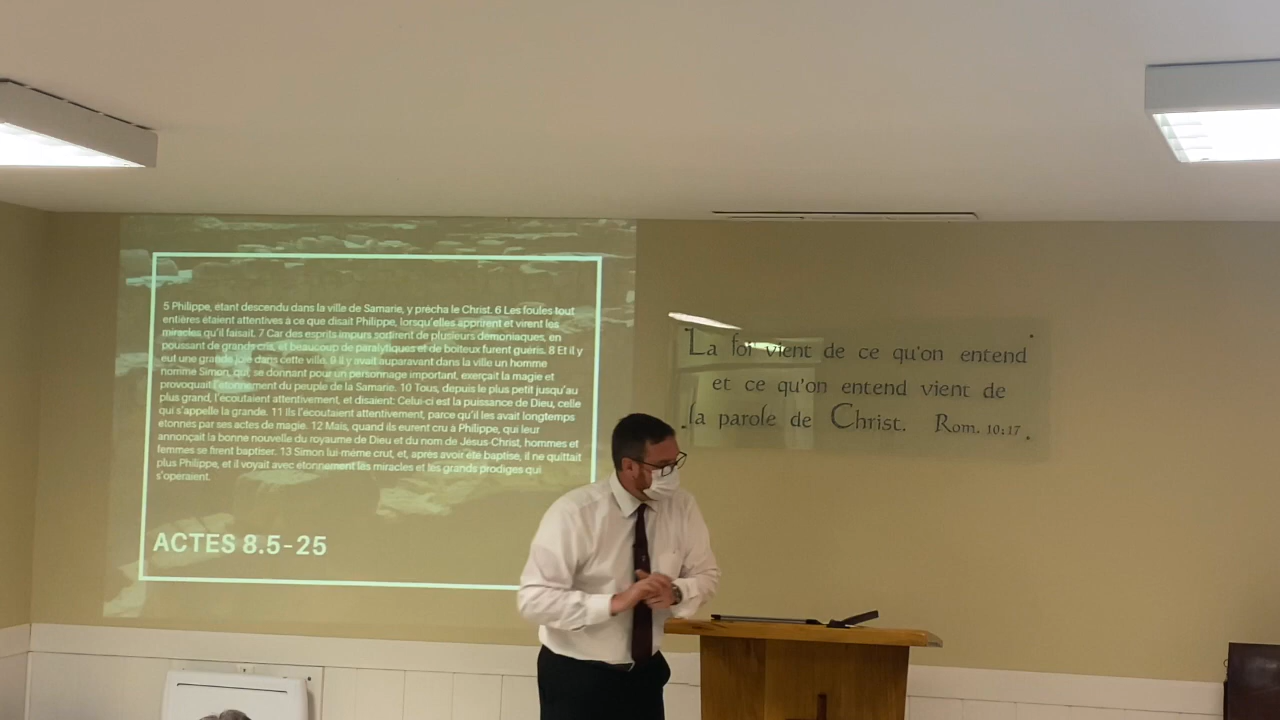 5 Philippe, étant descendu dans la ville de Samarie, y prêcha le Christ. 6 Les foules tout
entières étaient attentives à ce que disait Philippe, lorsqu'elles apprirent et virent les
miracles qu'il faisait. 7 Car des esprits impurs sortirent de plusieurs démoniaques, en
poussant de grands cris, et beaucoup de paralytiques et de boiteux furent guéris. 8 Et il y
eut une grande joie dans cette ville. 9 Il y avait auparavant dans la ville un homme
nommé Simon, qui, se donnant pour un personnage important, exerçait la magie et
provoquait l'étonnement du peuple de la Samarie. 10 Tous, depuis le plus petit jusqu'au
plus grand, l'écoutaient attentivement, et disaient: Celui-ci est la puissance de Dieu, celle
qui s'appelle la grande. 11 Ils l'écoutaient attentivement, parce qu'il les avait longtemps
étonnés par ses actes de magie. 12 Mais, quand ils eurent cru à Philippe, qui leur
annonçait la bonne nouvelle du royaume de Dieu et du nom de Jésus-Christ, hommes et
femmes se firent baptiser. 13 Simon lui-même crut, et, après avoir été baptisé, il ne quittait
plus Philippe, et il voyait avec étonnement les miracles et les grands prodiges qui
s'opéraient.
ACTES 8.5-25
La foi vient de ce qu'on entend
et ce qu'on entend vient de
la parole de Christ. Rom. 10:17